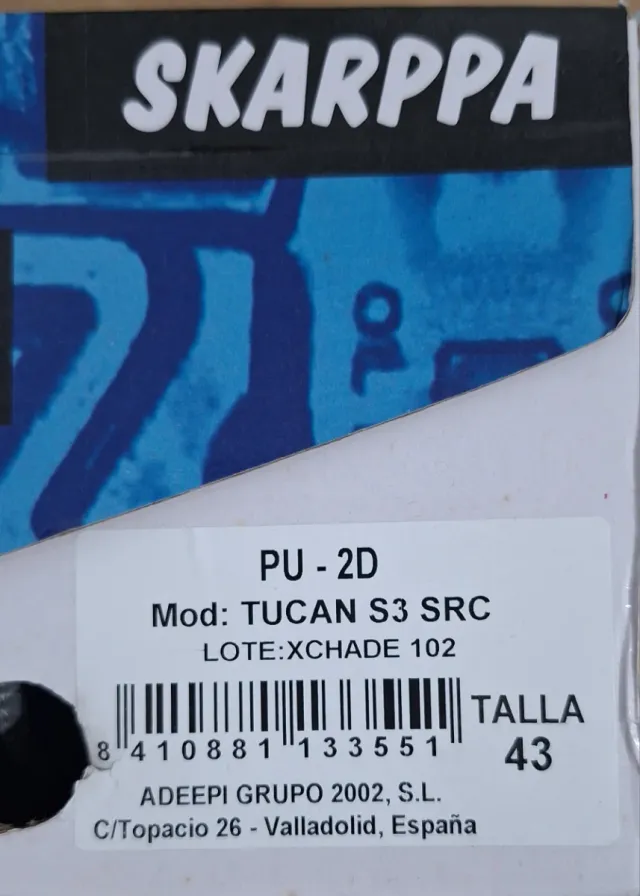 SKARPPA
PU - 2D
Mod: TUCAN S3 SRC
LOTE:XCHADE 102
TALLA
43
8 410881 133551
ADEEPI GRUPO 2002, S.L.
C/Topacio 26 - Valladolid, España